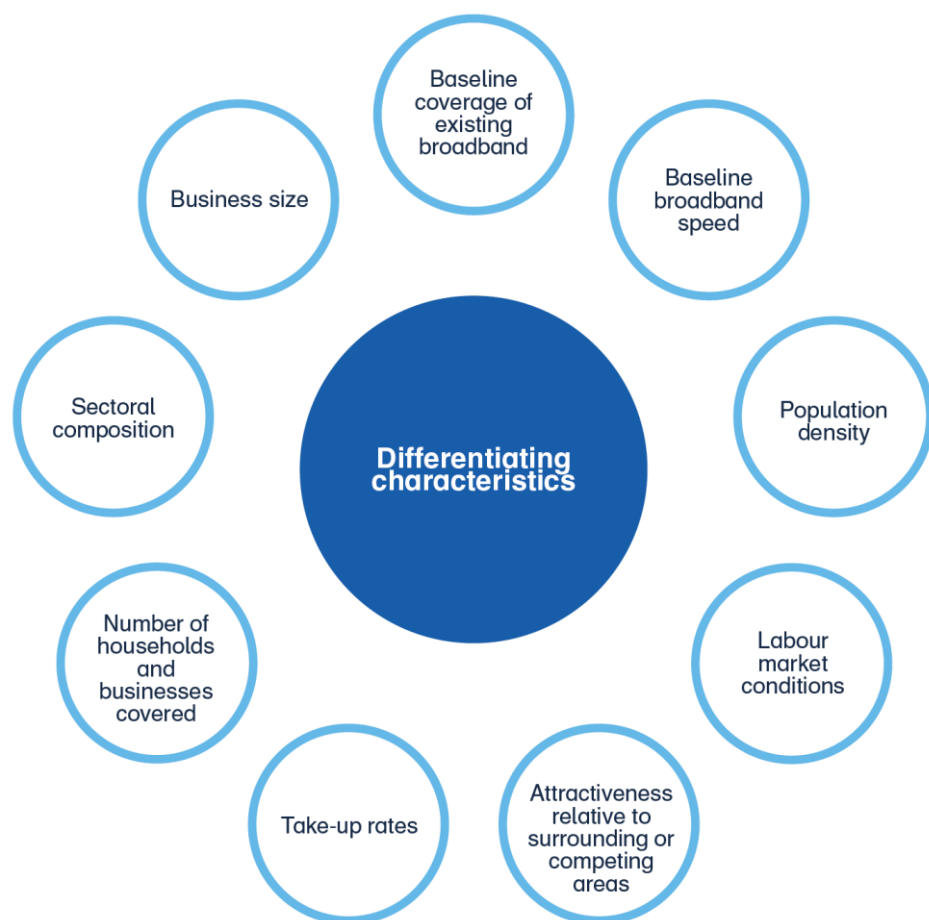 Baseline
coverage of
existing
broadband
Baseline
broadband
speed
Population
density
Labour
market
conditions
Attractiveness
relative to
surrounding or
competing
areas
Take-up rates
Number of
households
and
businesses
covered
Sectoral
composition
Business size
Differentiating
characteristics